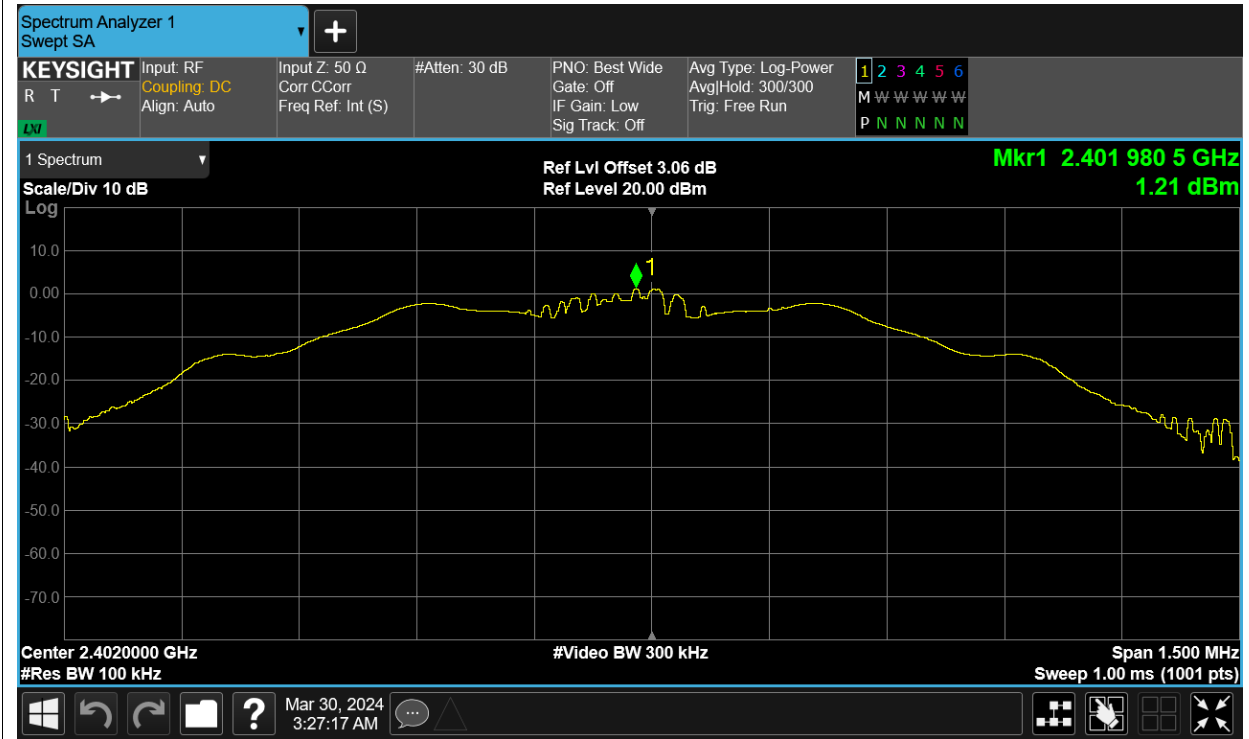 Spectrum Analyzer 1
Swept SA
KEYSIGHT
R T
LXI
Input: RF
Coupling: DC
Align: Auto
Input Z: 50 Ω
Corr CCorr
Freq Ref: Int (S)
#Atten: 30 dB
PNO: Best Wide
Gate: Off
IF Gain: Low
Sig Track: Off
Avg Type: Log-Power
Avg|Hold: 300/300
Trig: Free Run
1 2 3 4 5 6
M W W W W W
P N N N N N
1 Spectrum
Scale/Div 10 dB
Log
Ref Lvl Offset 3.06 dB
Ref Level 20.00 dBm
Mkr1 2.401 980 5 GHz
1.21 dBm
10.0
0.00
-10.0
-20.0
-30.0
-40.0
-50.0
-60.0
-70.0
1
Center 2.4020000 GHz
#Res BW 100 kHz
#Video BW 300 kHz
Span 1.500 MHz
Sweep 1.00 ms (1001 pts)
?
Mar 30, 2024
3:27:17 AM